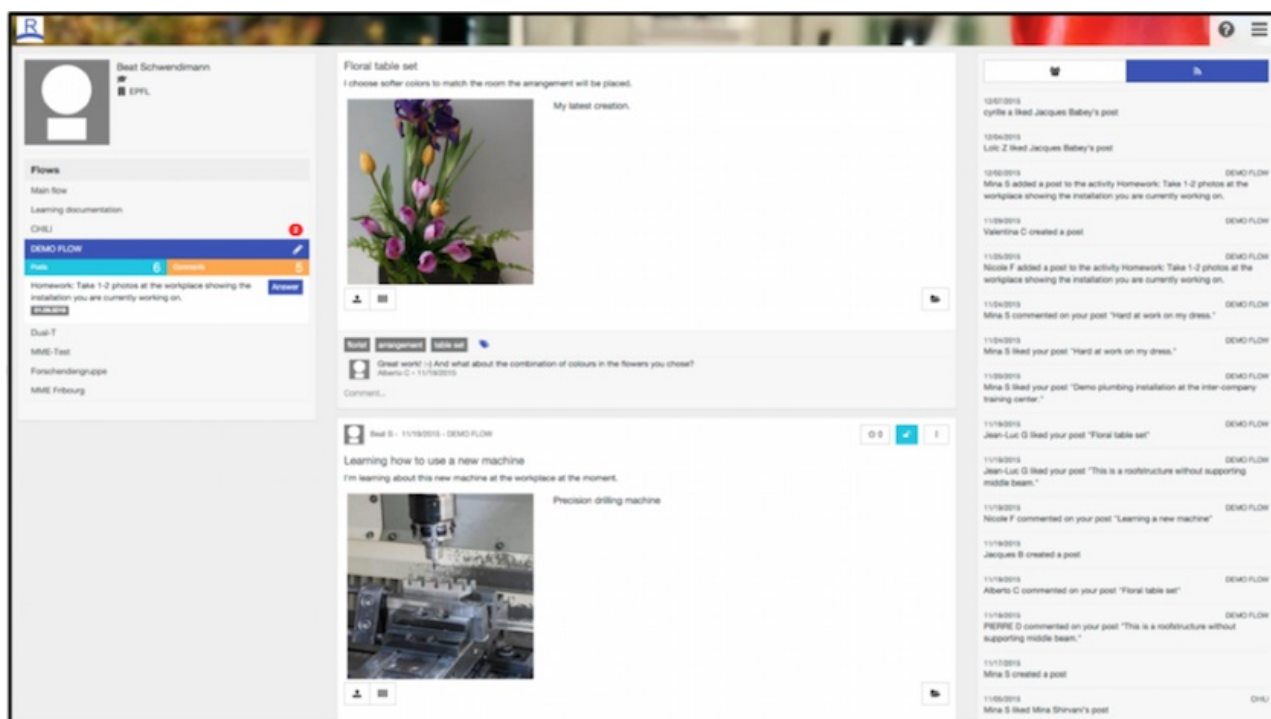 R
Beat Schwendimann
EPFL
Flows
Main flow
Learning documentation
CHILI
2
DEMO FLOW
Posts 6 Comments 5
Homework: Take 1-2 photos at the workplace showing the
installation you are currently working on.
Answer
Dual-T
MME-Test
Forschendengruppe
MME Fribourg
Floral table set
I choose softer colors to match the room the arrangement will be placed.
My latest creation.
florist arrangement table set
Great work! :-) And what about the combination of colours in the flowers you chose?
Alberto C - 11/19/2015
Comment...
Beat S - 11/19/2015 - DEMO FLOW
0
Learning how to use a new machine
I'm learning about this new machine at the workplace at the moment.
Precision drilling machine
12/07/2015
cyrille a liked Jacques Babey's post
12/04/2015
Loïc Z liked Jacques Babey's post
12/02/2015 DEMO FLOW
Mina S added a post to the activity Homework: Take 1-2 photos at the
workplace showing the installation you are currently working on.
11/29/2015 DEMO FLOW
Valentina C created a post
11/25/2015 DEMO FLOW
Nicole F added a post to the activity Homework: Take 1-2 photos at the
workplace showing the installation you are currently working on.
11/24/2015 DEMO FLOW
Mina S commented on your post "Hard at work on my dress."
11/24/2015 DEMO FLOW
Mina S liked your post "Hard at work on my dress."
11/20/2015 DEMO FLOW
Mina S liked your post "Demo plumbing installation at the inter-company
training center."
11/19/2015 DEMO FLOW
Jean-Luc G liked your post "Floral table set"
11/19/2015 DEMO FLOW
Jean-Luc G liked your post "This is a roofstructure without supporting
middle beam."
11/19/2015 DEMO FLOW
Nicole F commented on your post "Learning a new machine"
11/19/2015
Jacques B created a post
11/19/2015 DEMO FLOW
Alberto C commented on your post "Floral table set"
11/19/2015 DEMO FLOW
PIERRE D commented on your post "This is a roofstructure without
supporting middle beam."
11/17/2015
Mina S created a post
11/05/2015 CHILI
Mina S liked Mina Shirvani's post